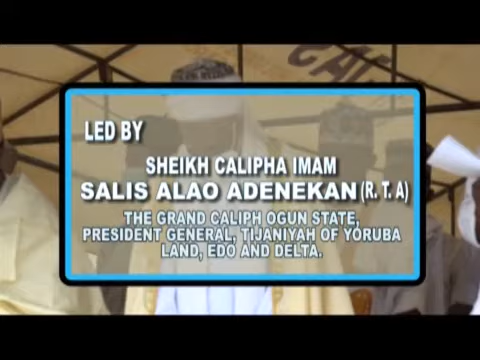 LED BY
SHEIKH CALIPHA IMAM
SALIS ALAO ADENEKAN (R. T. A)
THE GRAND CALIPH OGUN STATE,
PRESIDENT GENERAL, TIJANIYAH OF YORUBA
LAND, EDO AND DELTA.